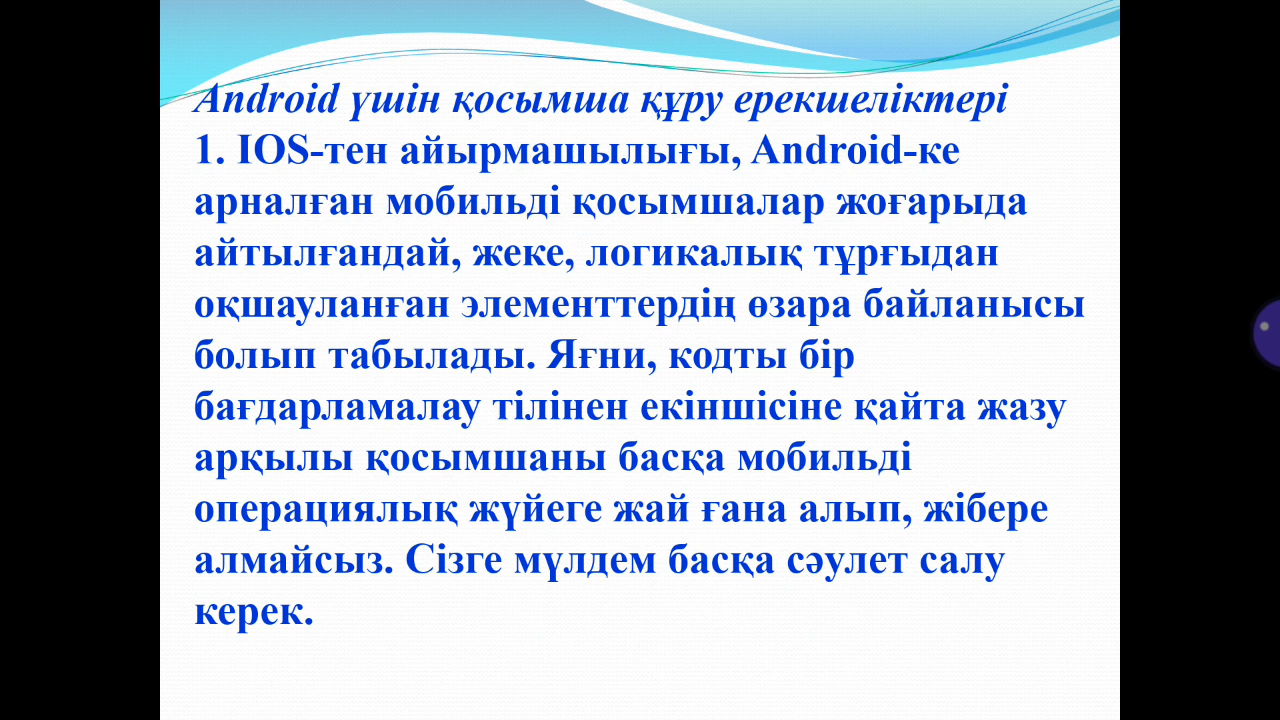 Android үшін қосымша құру ерекшеліктері
1. IOS-тен айырмашылығы, Android-ке
арналған мобильді қосымшалар жоғарыда
айтылғандай, жеке, логикалық тұрғыдан
оқшауланған элементтердің өзара байланысы
болып табылады. Яғни, кодты бір
бағдарламалау тілінен екіншісіне қайта жазу
арқылы қосымшаны басқа мобильді
операциялық жүйеге жай ғана алып, жібере
алмайсыз. Сізге мүлдем басқа сәулет салу
керек.